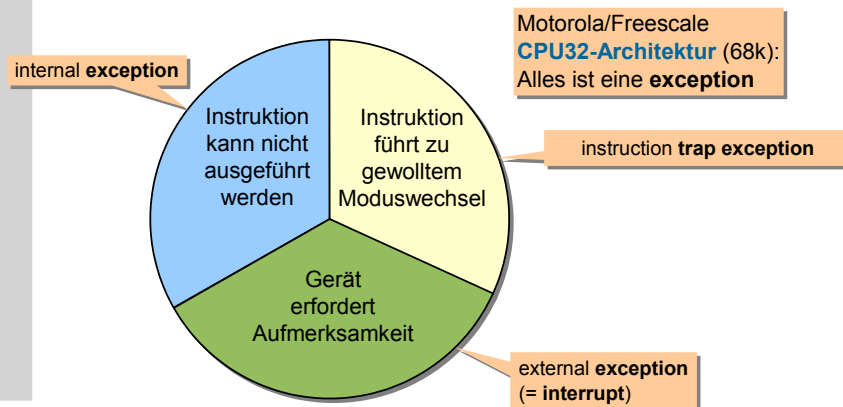 Motorola/Freescale
CPU32-Architektur (68k):
Alles ist eine exception
internal exception
Instruktion
kann nicht
ausgeführt
werden
Instruktion
führt zu
gewolltem
Moduswechsel
instruction trap exception
Gerät
erfordert
Aufmerksamkeit
external exception
(= interrupt)